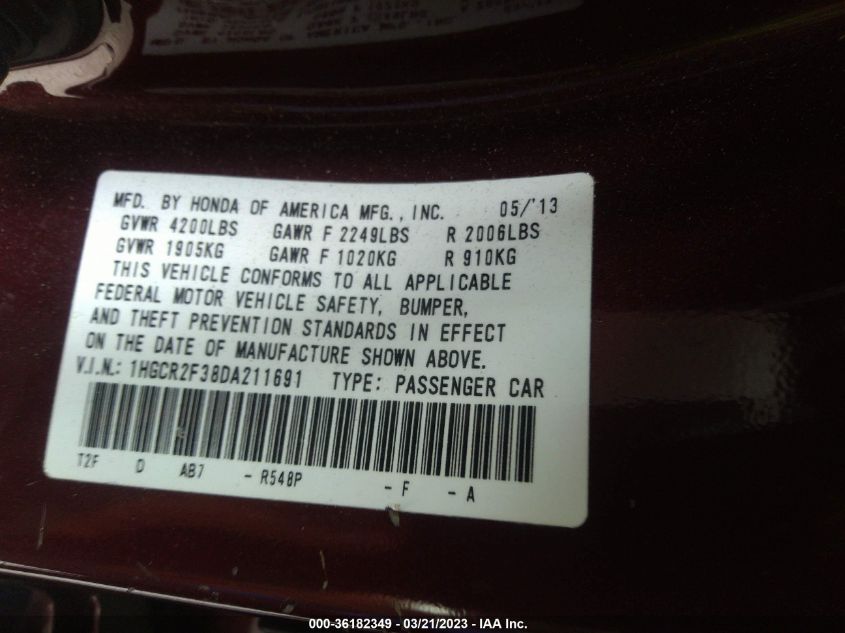 MFD. BY HONDA OF AMERICA MFG., INC. 05/'13
GVWR 4200LBS GAWR F 2249LBS R 2006LBS
GVWR 1905KG GAWR F 1020KG R 910KG
THIS VEHICLE CONFORMS TO ALL APPLICABLE
FEDERAL MOTOR VEHICLE SAFETY, BUMPER,
AND THEFT PREVENTION STANDARDS IN EFFECT
ON THE DATE OF MANUFACTURE SHOWN ABOVE.
V.I.N.: 1HGCR2F38DA211691 TYPE: PASSENGER CAR
T2F D AB7 - R548P - F - A
000-36182349 - 03/21/2023 - IAA Inc.